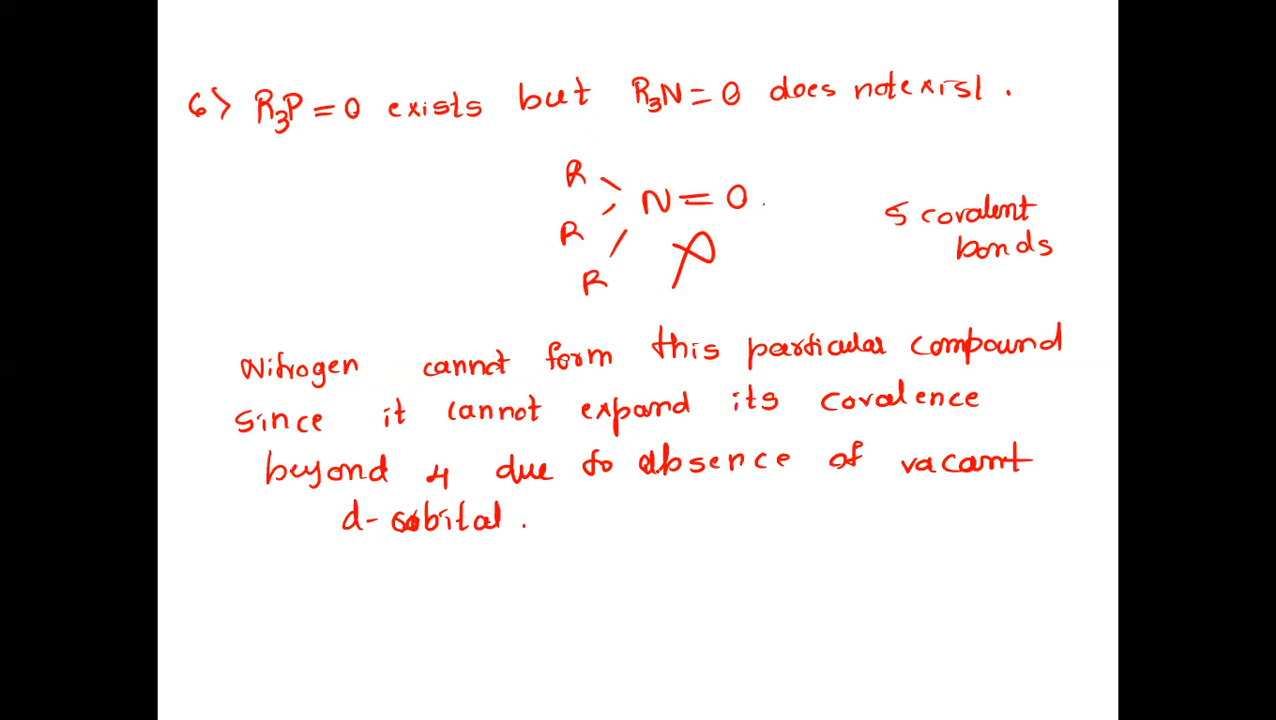 6> R₃P = O exists but R₃N = O does not exist.
R
N = O.
R
R
5 covalent
bonds
Nitrogen cannot form this particular compound
since it cannot expand its covalence
beyond 4 due to absence of vacant
d-orbital.